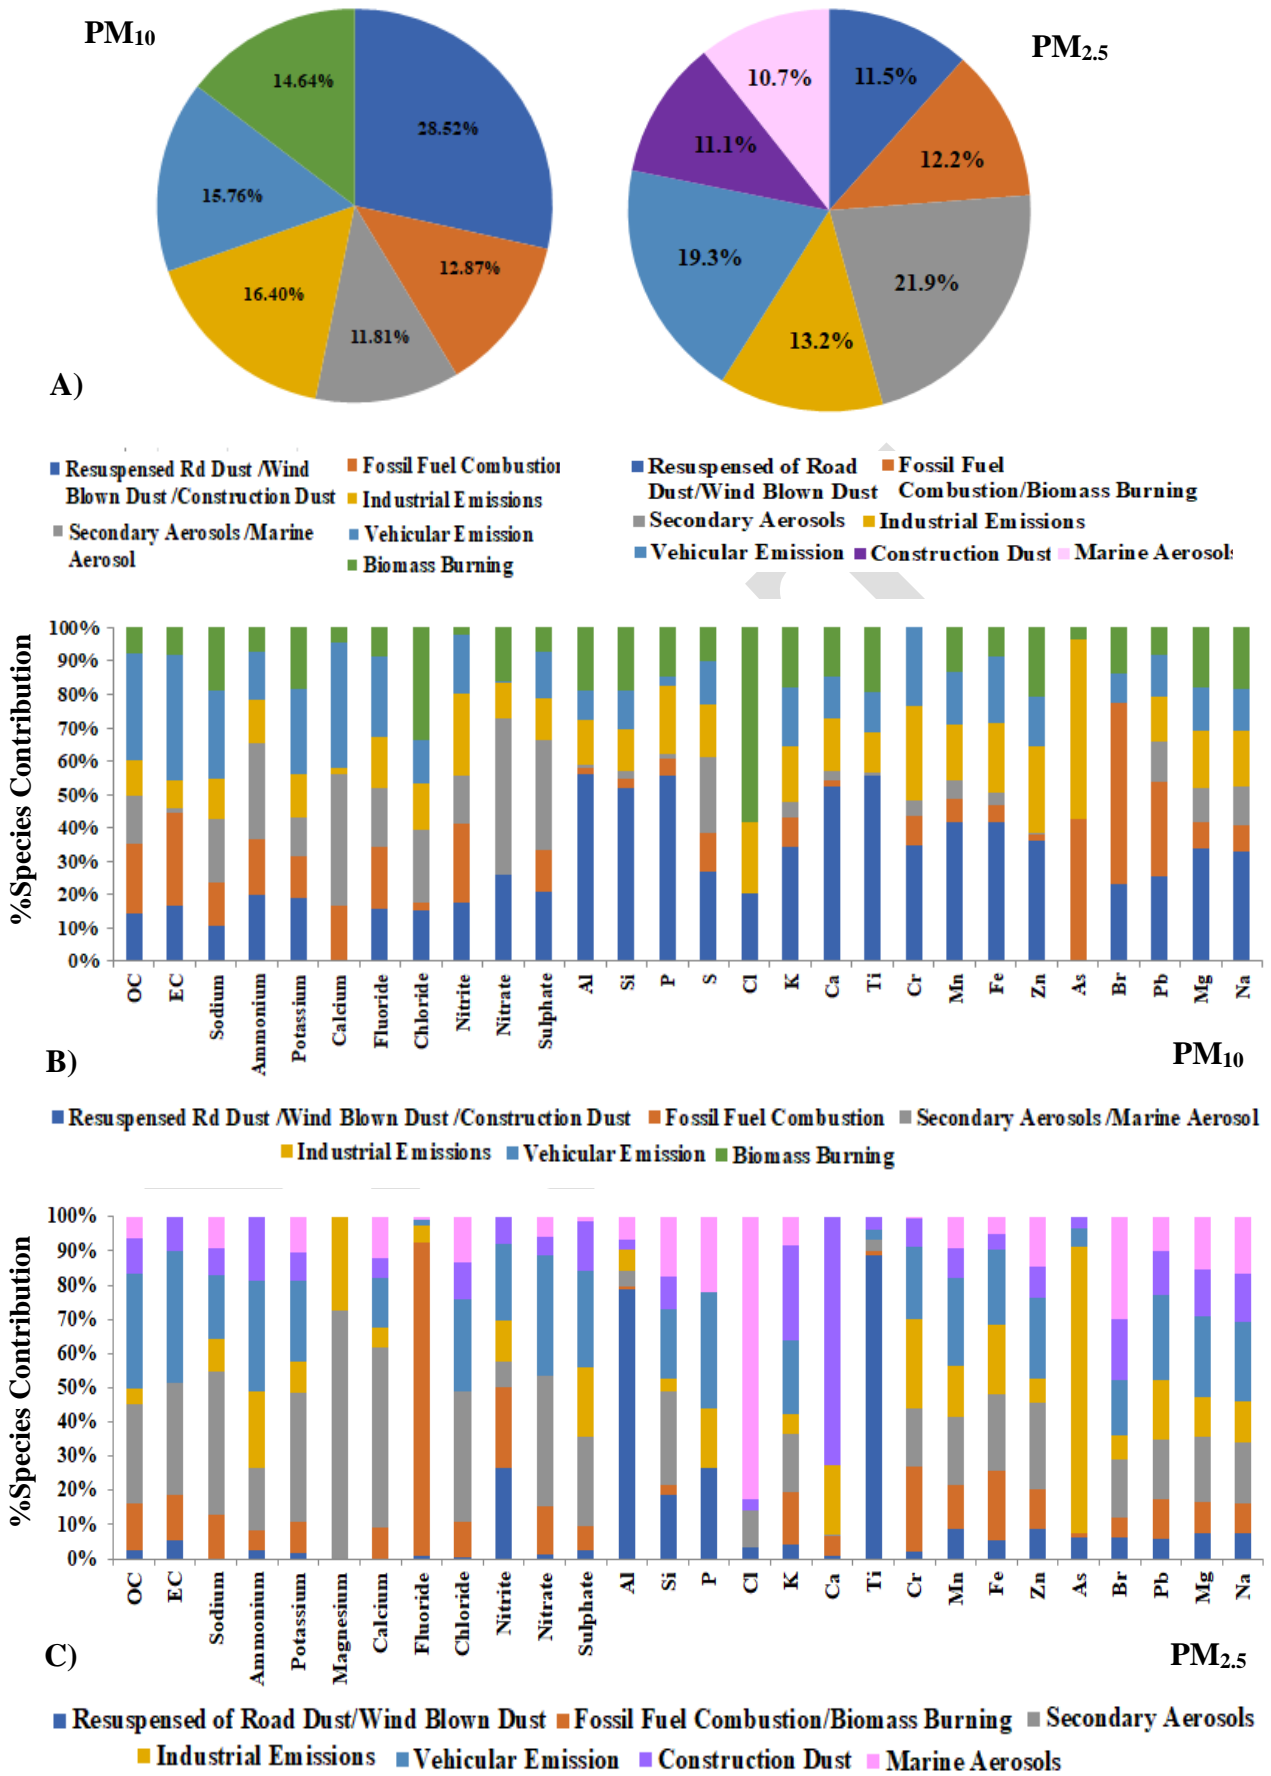 PM10
PM2.5
14.64%
28.52%
15.76%
12.87%
16.40%
11.81%
10.7%
11.5%
11.1%
12.2%
19.3%
21.9%
13.2%
A)
Resuspensed Rd Dust /Wind
Blown Dust /Construction Dust
Fossil Fuel Combustion
Industrial Emissions
Secondary Aerosols /Marine
Aerosol
Vehicular Emission
Biomass Burning
Resuspensed of Road
Dust/Wind Blown Dust
Fossil Fuel
Combustion/Biomass Burning
Secondary Aerosols
Industrial Emissions
Vehicular Emission
Construction Dust
Marine Aerosols
%Species Contribution
100%
90%
80%
70%
60%
50%
40%
30%
20%
10%
0%
OC
EC
Sodium
Ammonium
Potassium
Calcium
Fluoride
Chloride
Nitrite
Nitrate
Sulphate
Al
Si
P
S
Cl
K
Ca
Ti
Cr
Mn
Fe
Zn
As
Br
Pb
Mg
Na
B)
PM10
Resuspensed Rd Dust /Wind Blown Dust /Construction Dust
Fossil Fuel Combustion
Secondary Aerosols /Marine Aerosol
Industrial Emissions
Vehicular Emission
Biomass Burning
%Species Contribution
100%
90%
80%
70%
60%
50%
40%
30%
20%
10%
0%
OC
EC
Sodium
Ammonium
Potassium
Magnesium
Calcium
Fluoride
Chloride
Nitrite
Nitrate
Sulphate
Al
Si
P
Cl
K
Ca
Ti
Cr
Mn
Fe
Zn
As
Br
Pb
Mg
Na
C)
PM2.5
Resuspensed of Road Dust/Wind Blown Dust
Fossil Fuel Combustion/Biomass Burning
Secondary Aerosols
Industrial Emissions
Vehicular Emission
Construction Dust
Marine Aerosols